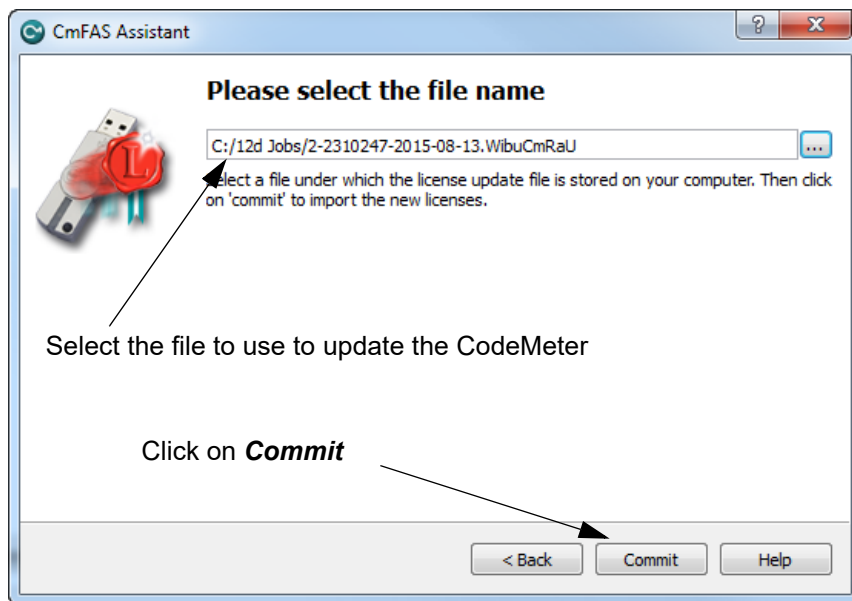 CmFAS Assistant
Please select the file name
C:/12d Jobs/2-2310247-2015-08-13.WibuCmRaU
...
Select a file under which the license update file is stored on your computer. Then click
on 'commit' to import the new licenses.
L
Select the file to use to update the CodeMeter
Click on Commit
< Back
Commit
Help